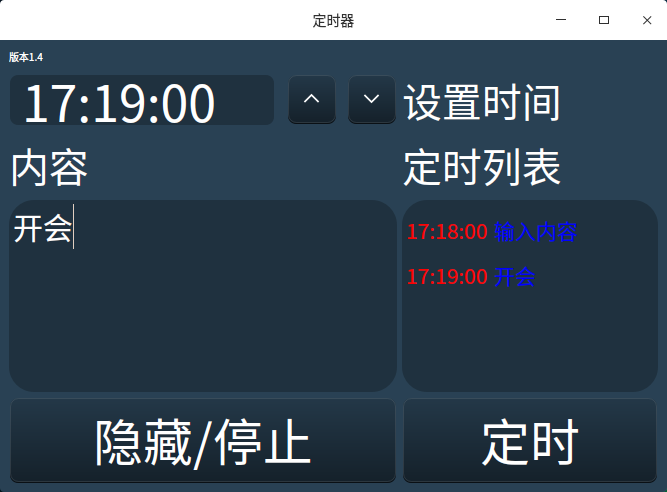 定时器
版本1.4
17:19:00
设置时间
内容
定时列表
开会
17:18:00 输入内容
17:19:00 开会
隐藏/停止
定时